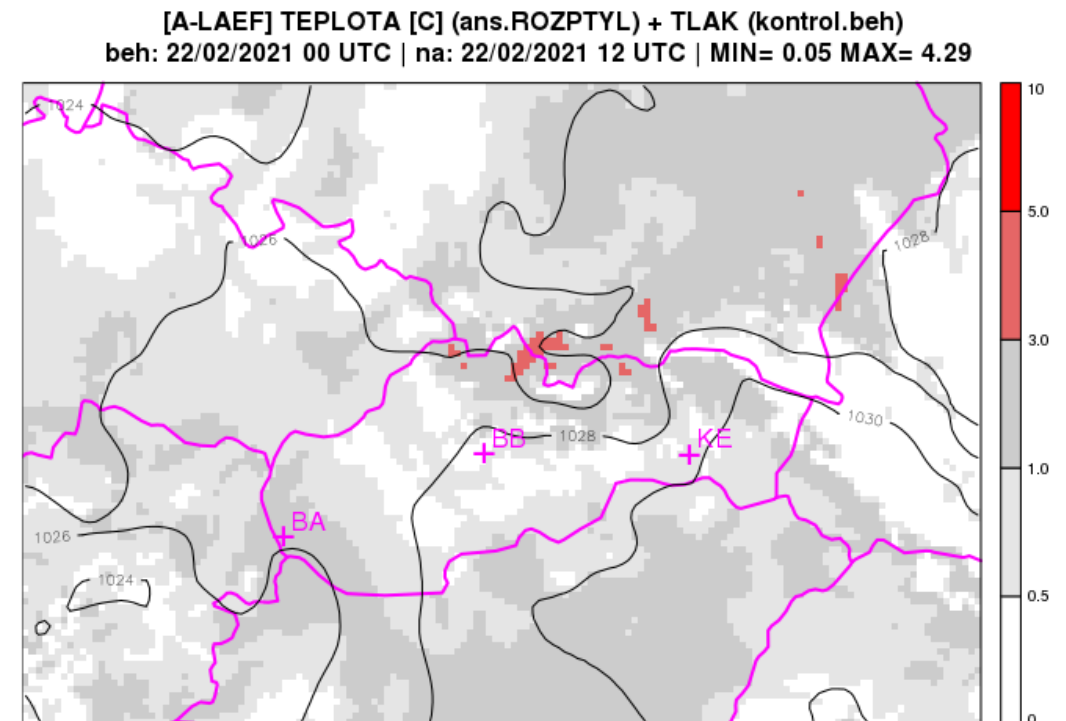 [A-LAEF] TEPLOTA [C] (ans.ROZPTYL) + TLAK (kontrol.beh)
beh: 22/02/2021 00 UTC | na: 22/02/2021 12 UTC | MIN= 0.05 MAX= 4.29
10
1024
5.0
1026
1028
3.0
1030
BB
1028
KE
1.0
BA
1026
1024
0.5
0